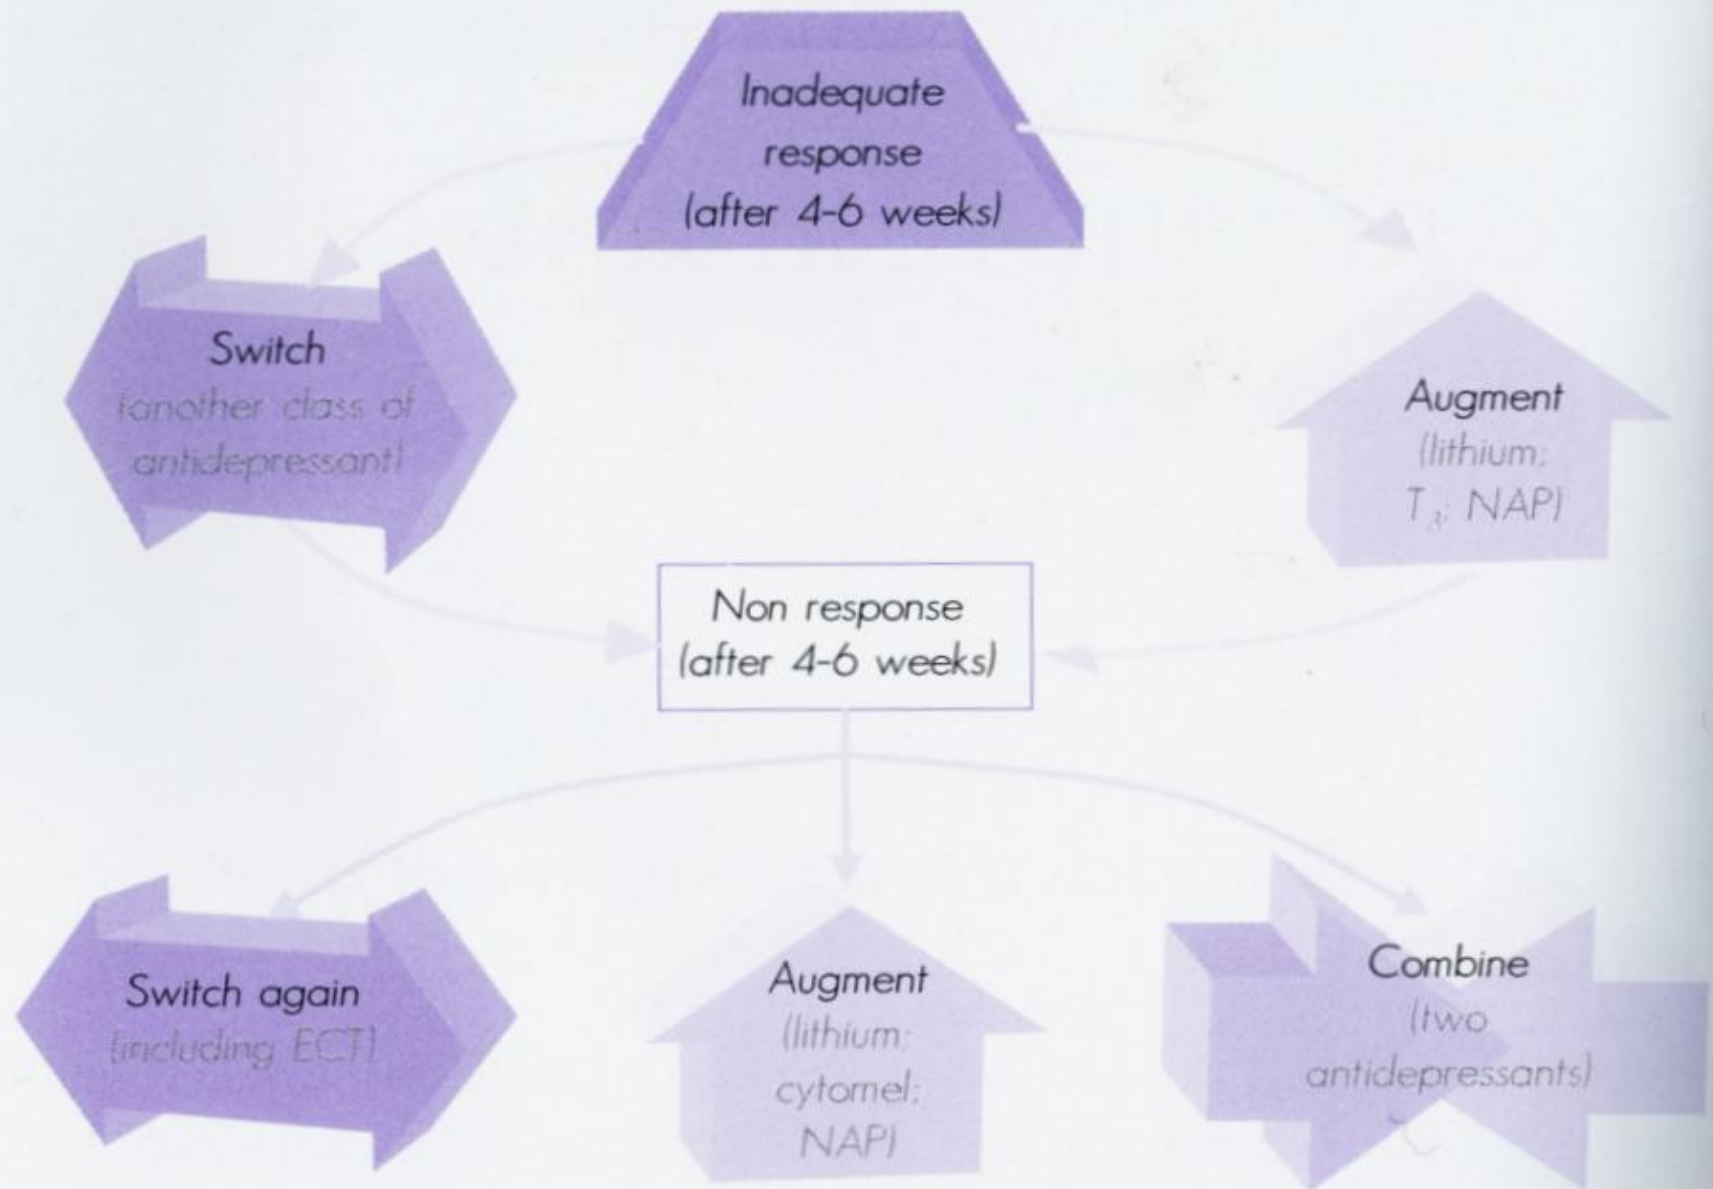 Inadequate
response
(after 4-6 weeks)
Switch
(another class of
antidepressant)
Augment
(lithium;
T₃; NAP)
Non response
(after 4-6 weeks)
Switch again
(including ECT)
Augment
(lithium;
cytomel;
NAP)
Combine
(two
antidepressants)